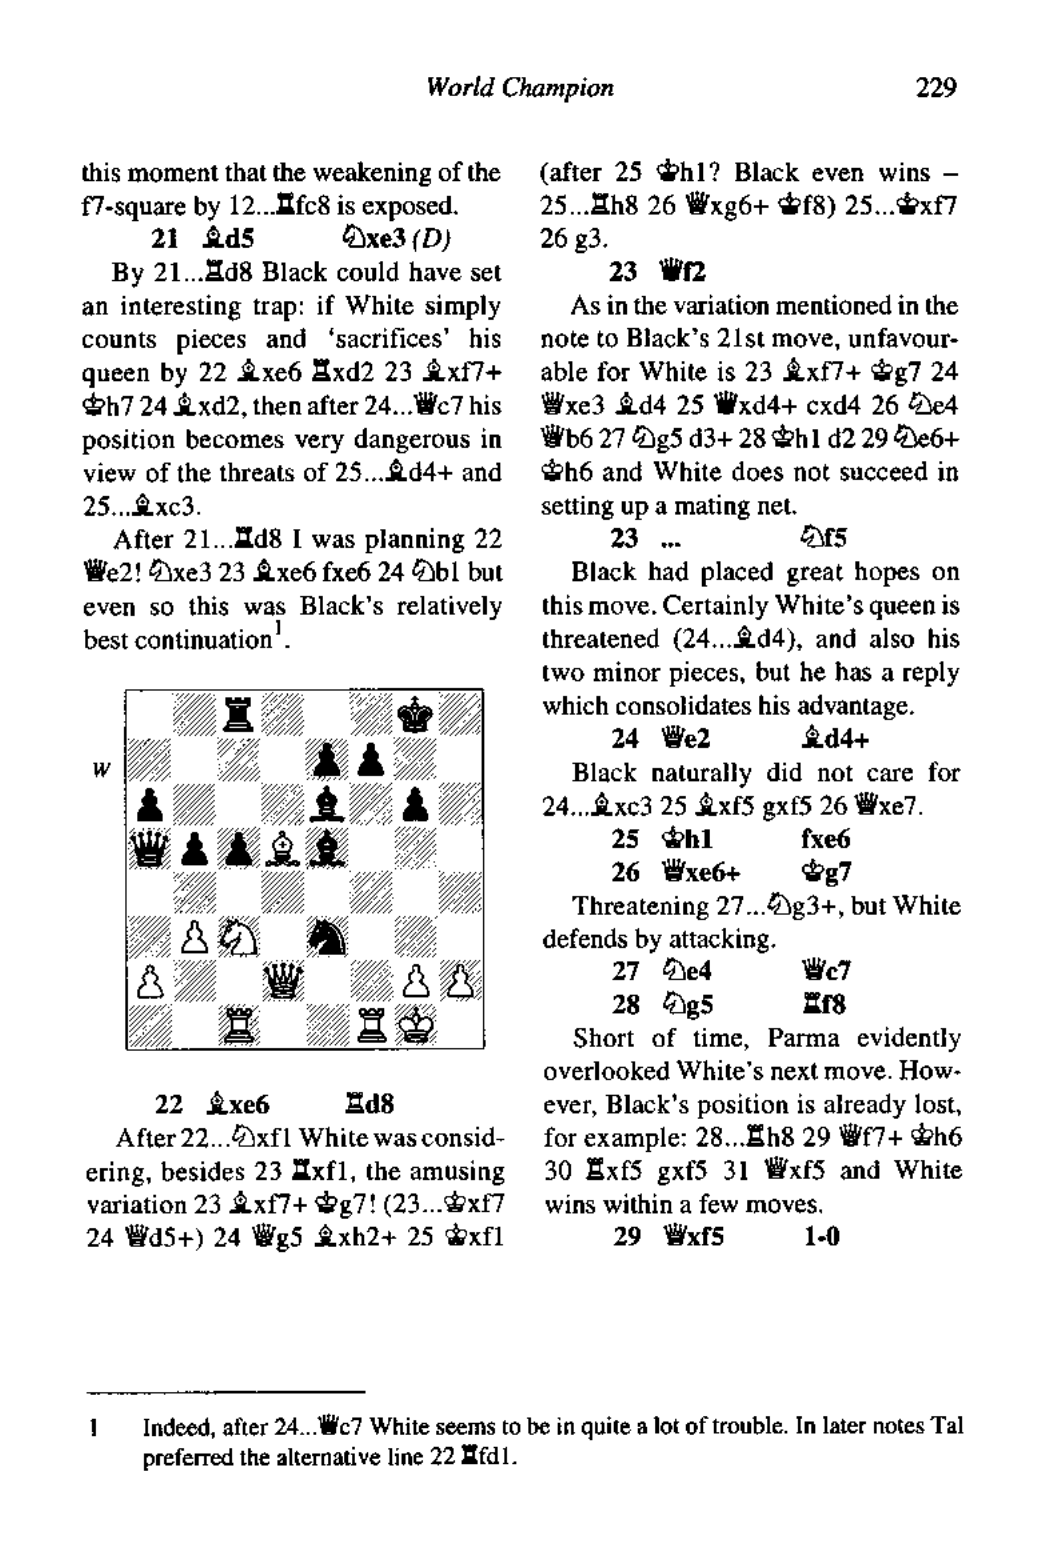 World Champion
229
this moment that the weakening of the
f7-square by 12...♖fc8 is exposed.
21 ♗d5 ♘xe3 (D)
By 21...♖d8 Black could have set
an interesting trap: if White simply
counts pieces and ‘sacrifices’ his
queen by 22 ♗xe6 ♖xd2 23 ♗xf7+
♔h7 24 ♗xd2, then after 24...♕c7 his
position becomes very dangerous in
view of the threats of 25...♗d4+ and
25...♗xc3.
After 21...♖d8 I was planning 22
♕e2! ♘xe3 23 ♗xe6 fxe6 24 ♘b1 but
even so this was Black’s relatively
best continuation¹.
W
22 ♗xe6 ♖d8
After 22...♘xf1 White was consid-
ering, besides 23 ♖xf1, the amusing
variation 23 ♗xf7+ ♔g7! (23...♔xf7
24 ♕d5+) 24 ♕g5 ♗xh2+ 25 ♔xf1
(after 25 ♔h1? Black even wins –
25...♖h8 26 ♕xg6+ ♔f8) 25...♔xf7
26 g3.
23 ♕f2
As in the variation mentioned in the
note to Black’s 21st move, unfavour-
able for White is 23 ♗xf7+ ♔g7 24
♕xe3 ♗d4 25 ♕xd4+ cxd4 26 ♘e4
♕b6 27 ♘g5 d3+ 28 ♔h1 d2 29 ♘e6+
♔h6 and White does not succeed in
setting up a mating net.
23 ... ♘f5
Black had placed great hopes on
this move. Certainly White’s queen is
threatened (24...♗d4), and also his
two minor pieces, but he has a reply
which consolidates his advantage.
24 ♕e2 ♗d4+
Black naturally did not care for
24...♗xc3 25 ♗xf5 gxf5 26 ♕xe7.
25 ♔h1 fxe6
26 ♕xe6+ ♔g7
Threatening 27...♘g3+, but White
defends by attacking.
27 ♘e4 ♕c7
28 ♘g5 ♖f8
Short of time, Parma evidently
overlooked White’s next move. How-
ever, Black’s position is already lost,
for example: 28...♖h8 29 ♕f7+ ♔h6
30 ♖xf5 gxf5 31 ♕xf5 and White
wins within a few moves.
29 ♕xf5 1-0
1 Indeed, after 24...♕c7 White seems to be in quite a lot of trouble. In later notes Tal
preferred the alternative line 22 ♖fd1.